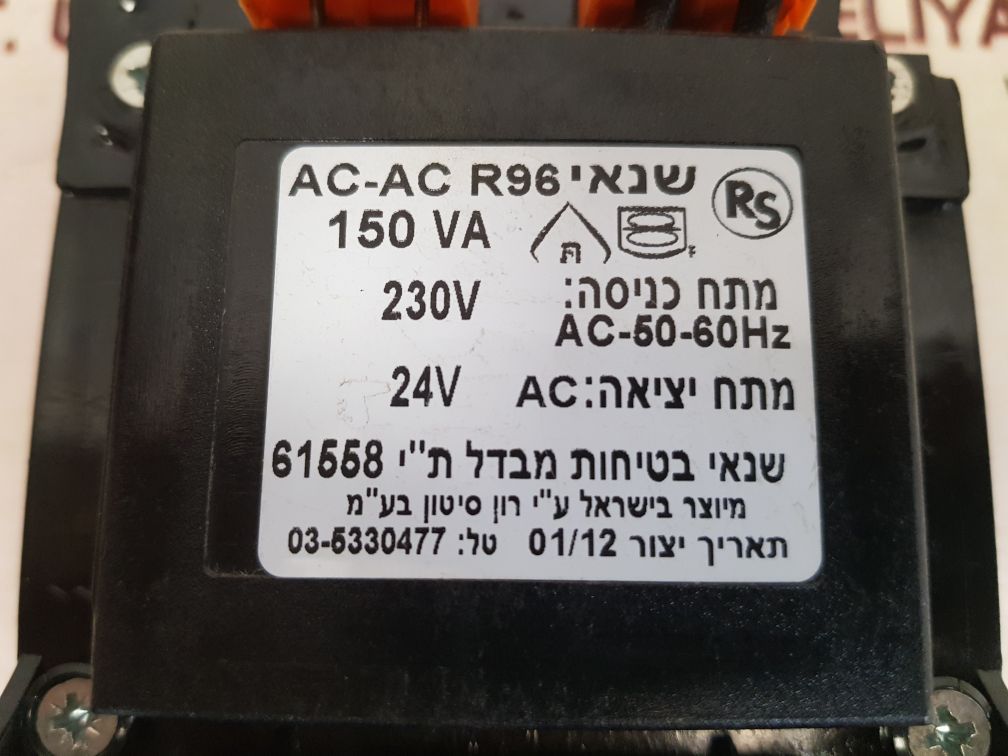 שנאי AC-AC R96
RS
150 VA
ת
מתח כניסה: 230V
AC-50-60Hz
מתח יציאה: AC 24V
שנאי בטיחות מבדל ת"י 61558
מיוצר בישראל ע"י רון סיטון בע"מ
תאריך יצור 01/12 טל: 03-5330477